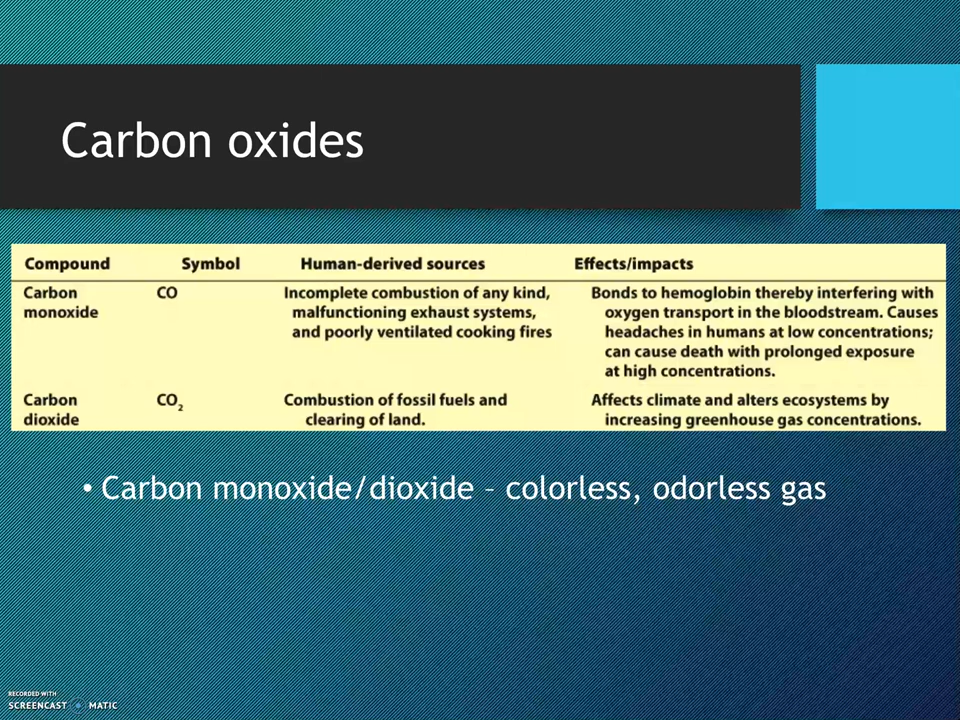 Carbon oxides
Compound Symbol Human-derived sources Effects/impacts
Carbon monoxide CO Incomplete combustion of any kind, malfunctioning exhaust systems, and poorly ventilated cooking fires Bonds to hemoglobin thereby interfering with oxygen transport in the bloodstream. Causes headaches in humans at low concentrations; can cause death with prolonged exposure at high concentrations.
Carbon dioxide CO₂ Combustion of fossil fuels and clearing of land. Affects climate and alters ecosystems by increasing greenhouse gas concentrations.
• Carbon monoxide/dioxide – colorless, odorless gas
RECORDED WITH
SCREENCAST MATIC